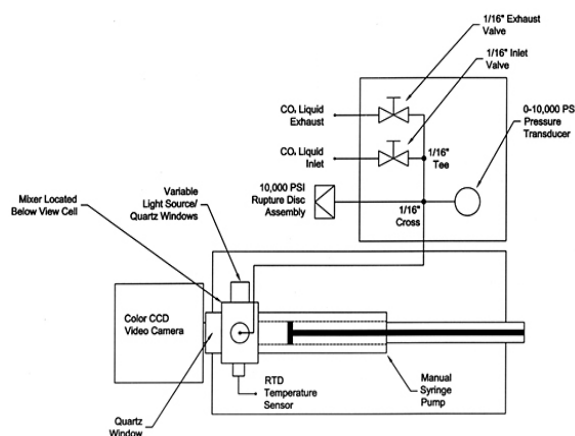 1/16" Exhaust
Valve
1/16" Inlet
Valve
CO₂ Liquid
Exhaust
0-10,000 PS
Pressure
Transducer
CO₂ Liquid
Inlet
1/16"
Tee
10,000 PSI
Rupture Disc
Assembly
1/16"
Cross
Variable
Light Source/
Quartz Windows
Mixer Located
Below View Cell
Color CCD
Video Camera
RTD
Temperature
Sensor
Manual
Syringe
Pump
Quartz
Window